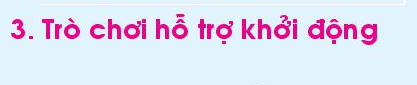 3. Trò chơi hỗ trợ khởi động